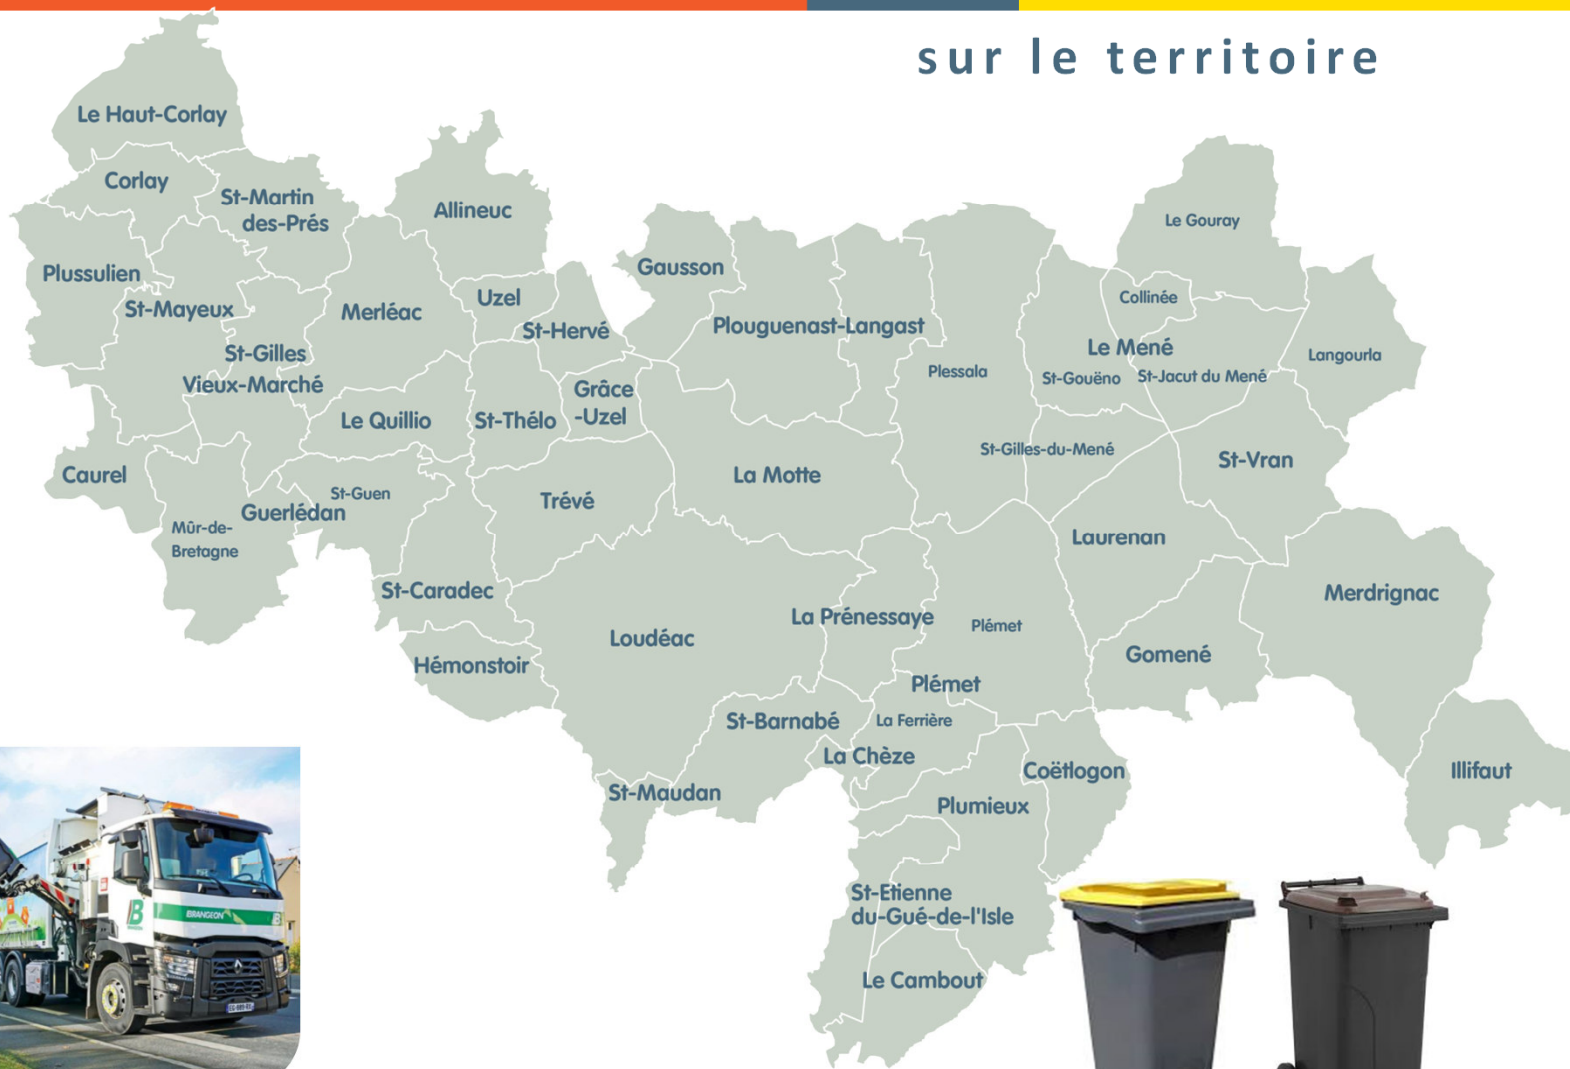 sur le territoire
Le Haut-Corlay
Corlay
St-Martin
des-Prés
Allineuc
Le Gouray
Plussulien
Gausson
St-Mayeux
Merléac
Uzel
St-Hervé
Collinée
Plouguenast-Langast
Le Mené
St-Gilles
Vieux-Marché
Langourla
Plessala
St-Gouëno
St-Jacut du Mené
Grâce
-Uzel
Le Quillio
St-Thélo
St-Gilles-du-Mené
St-Vran
Caurel
La Motte
St-Guen
Trévé
Guerlédan
Mûr-de-
Bretagne
Laurenan
St-Caradec
Merdrignac
La Prénessaye
Plémet
Loudéac
Gomené
Hémonstoir
Plémet
St-Barnabé
La Ferrière
La Chèze
Coëtlogon
Illifaut
St-Maudan
Plumieux
St-Etienne
du-Gué-de-l'Isle
Le Cambout
BRANGEON